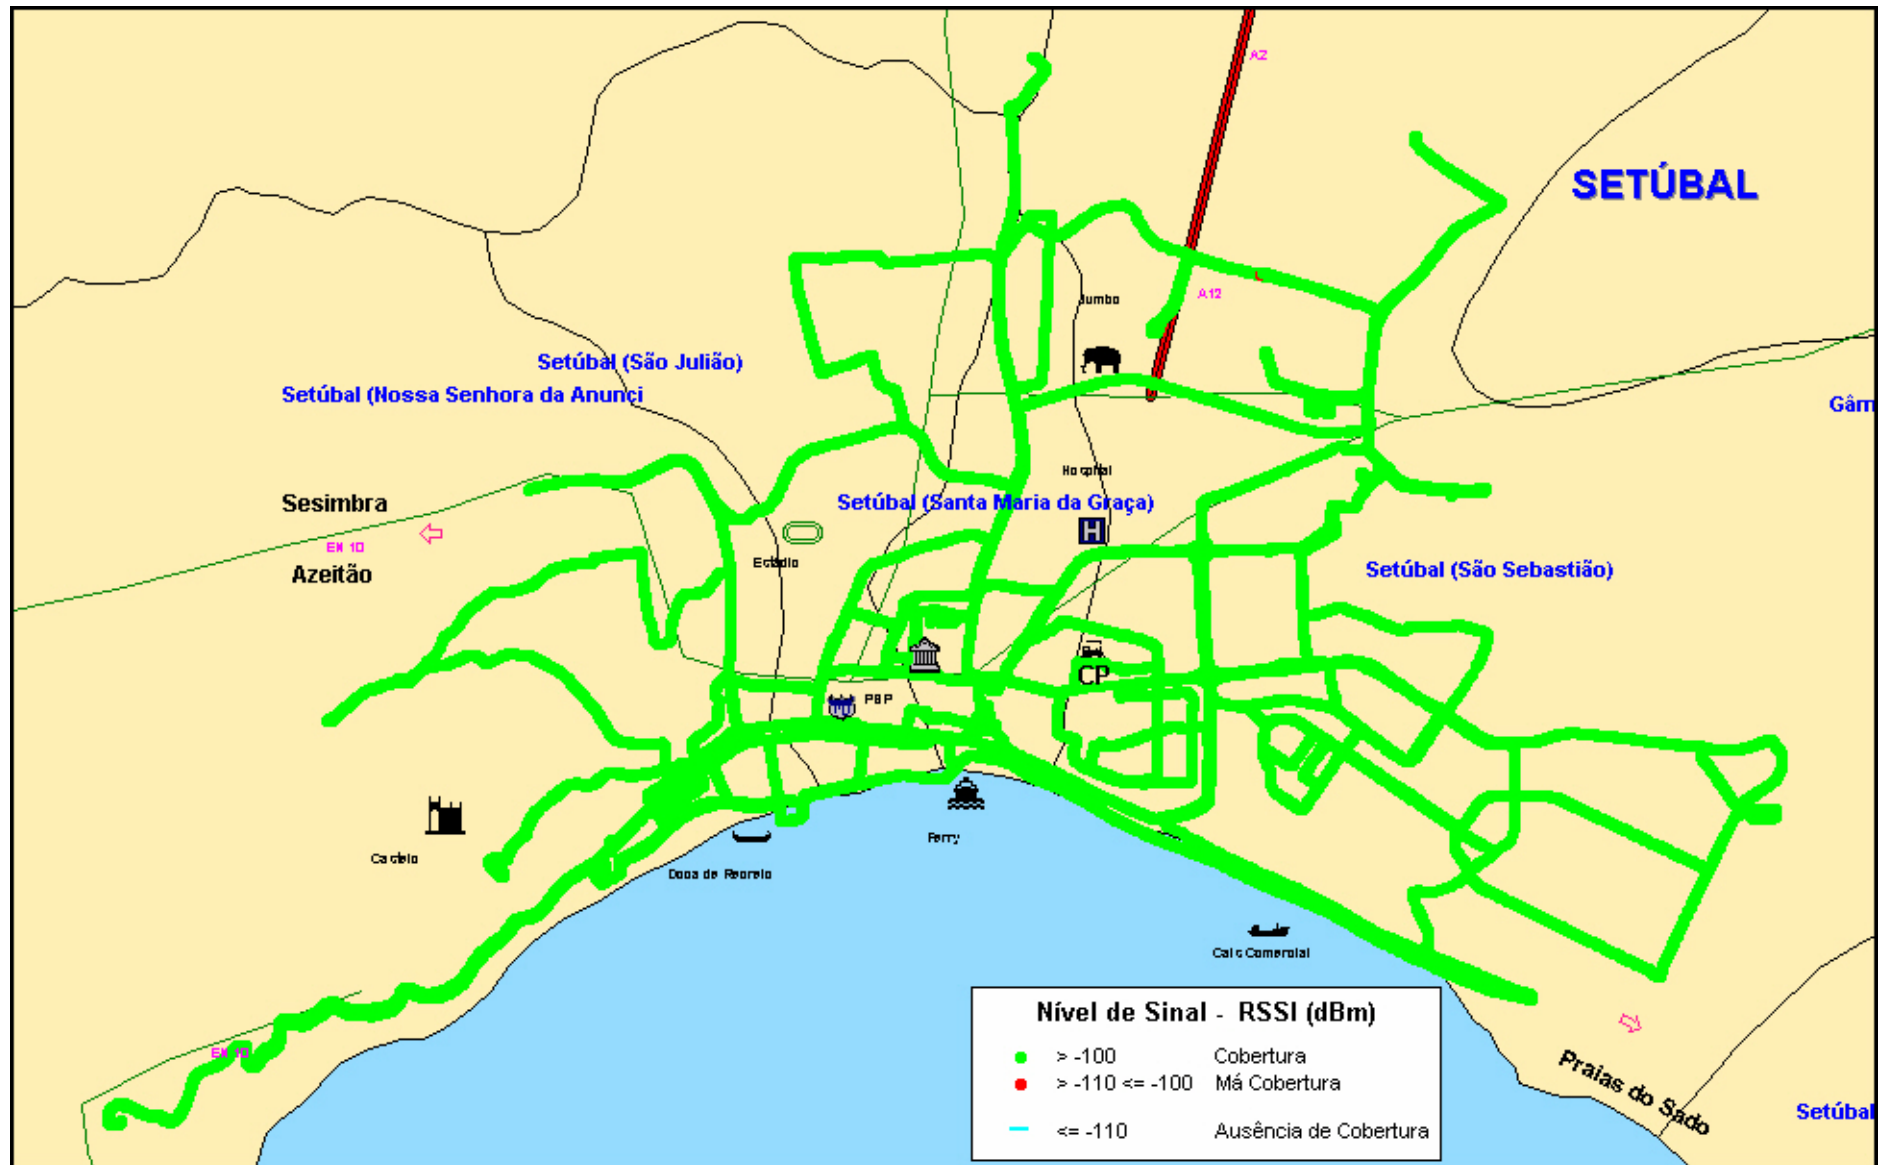 A2
SETÚBAL
A12
Jumbo
Setúbal (São Julião)
Setúbal (Nossa Senhora da Anunci
Gâm
Hospital
Sesimbra
Setúbal (Santa Maria da Graça)
H
EN 10
Estádio
Azeitão
Setúbal (São Sebastião)
CP
PSP
Castelo
Ferry
Doca de Recreio
Cais Comercial
Nível de Sinal - RSSI (dBm)
> -100 Cobertura
> -110 <= -100 Má Cobertura
<= -110 Ausência de Cobertura
EN 10
Praias do Sado
Setúbal